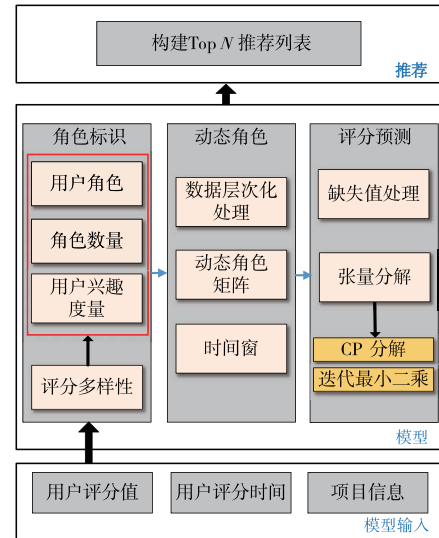 构建Top N 推荐列表
推荐
角色标识
用户角色
角色数量
用户兴趣
度量
评分多样性
动态角色
数据层次化
处理
动态角色
矩阵
时间窗
评分预测
缺失值处理
张量分解
CP 分解
迭代最小二乘
模型
用户评分值
用户评分时间
项目信息
模型输入